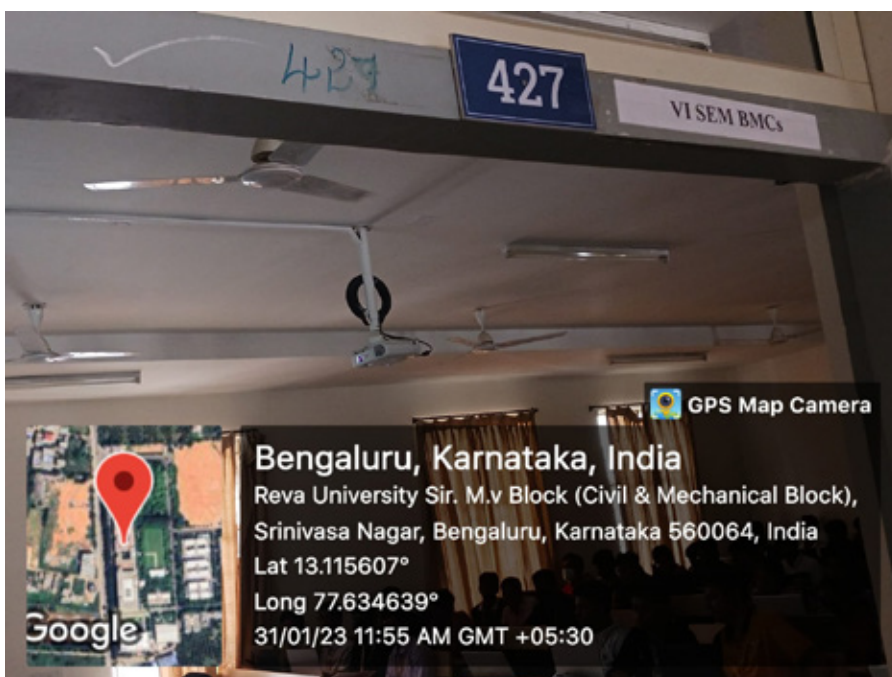 427
427
VI SEM BMCs
GPS Map Camera
Bengaluru, Karnataka, India
Reva University Sir. M.v Block (Civil & Mechanical Block),
Srinivasa Nagar, Bengaluru, Karnataka 560064, India
Lat 13.115607°
Long 77.634639°
31/01/23 11:55 AM GMT +05:30
Google